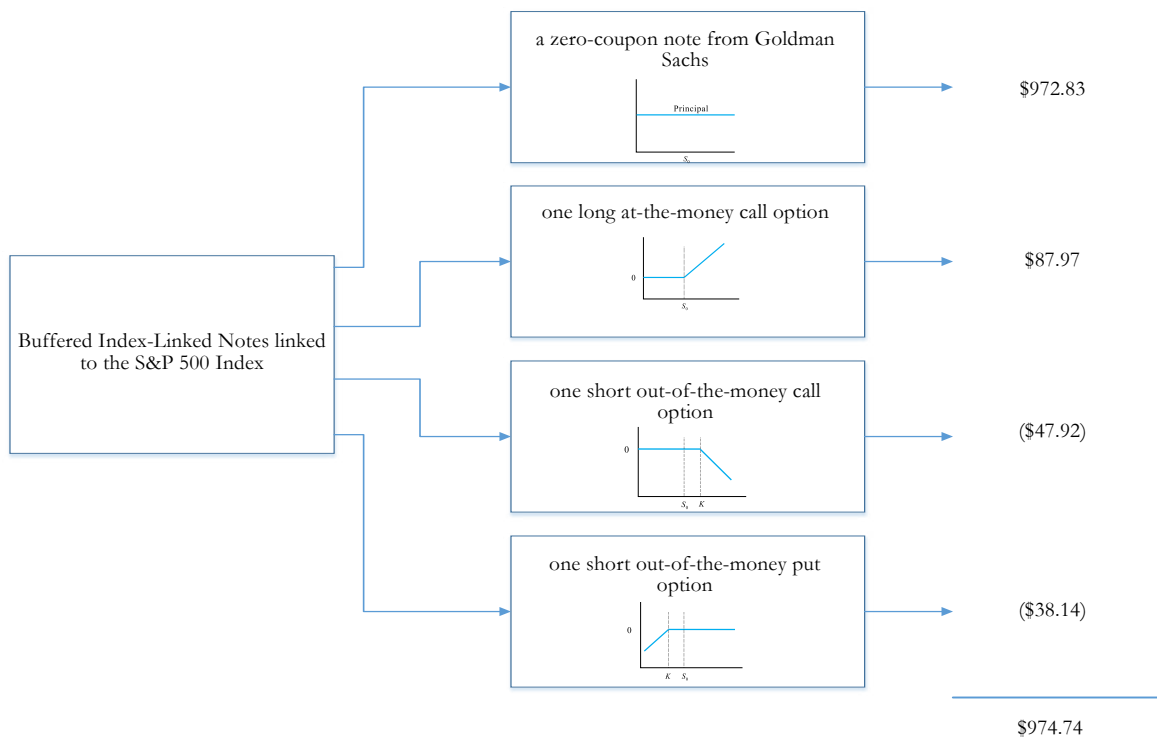 a zero-coupon note from Goldman
Sachs
Principal
S₀
$972.83
one long at-the-money call option
0
S₀
$87.97
Buffered Index-Linked Notes linked
to the S&P 500 Index
one short out-of-the-money call
option
0
S₀ K
($47.92)
one short out-of-the-money put
option
0
K S₀
($38.14)
$974.74